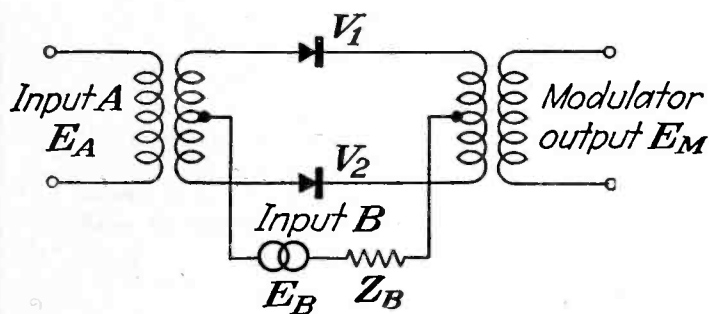 V1
Input A
EA
Modulator
output EM
V2
Input B
EB
ZB